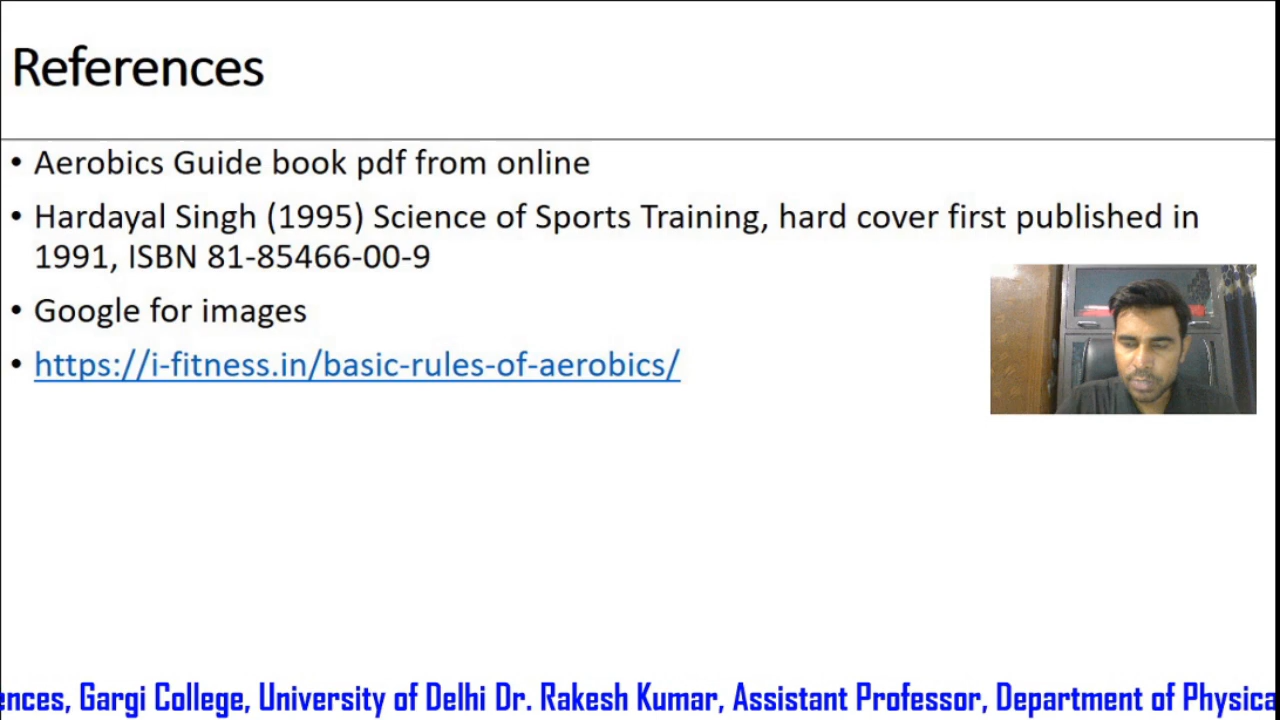 References
• Aerobics Guide book pdf from online
• Hardayal Singh (1995) Science of Sports Training, hard cover first published in
1991, ISBN 81-85466-00-9
• Google for images
• https://i-fitness.in/basic-rules-of-aerobics/
ences, Gargi College, University of Delhi Dr. Rakesh Kumar, Assistant Professor, Department of Physica